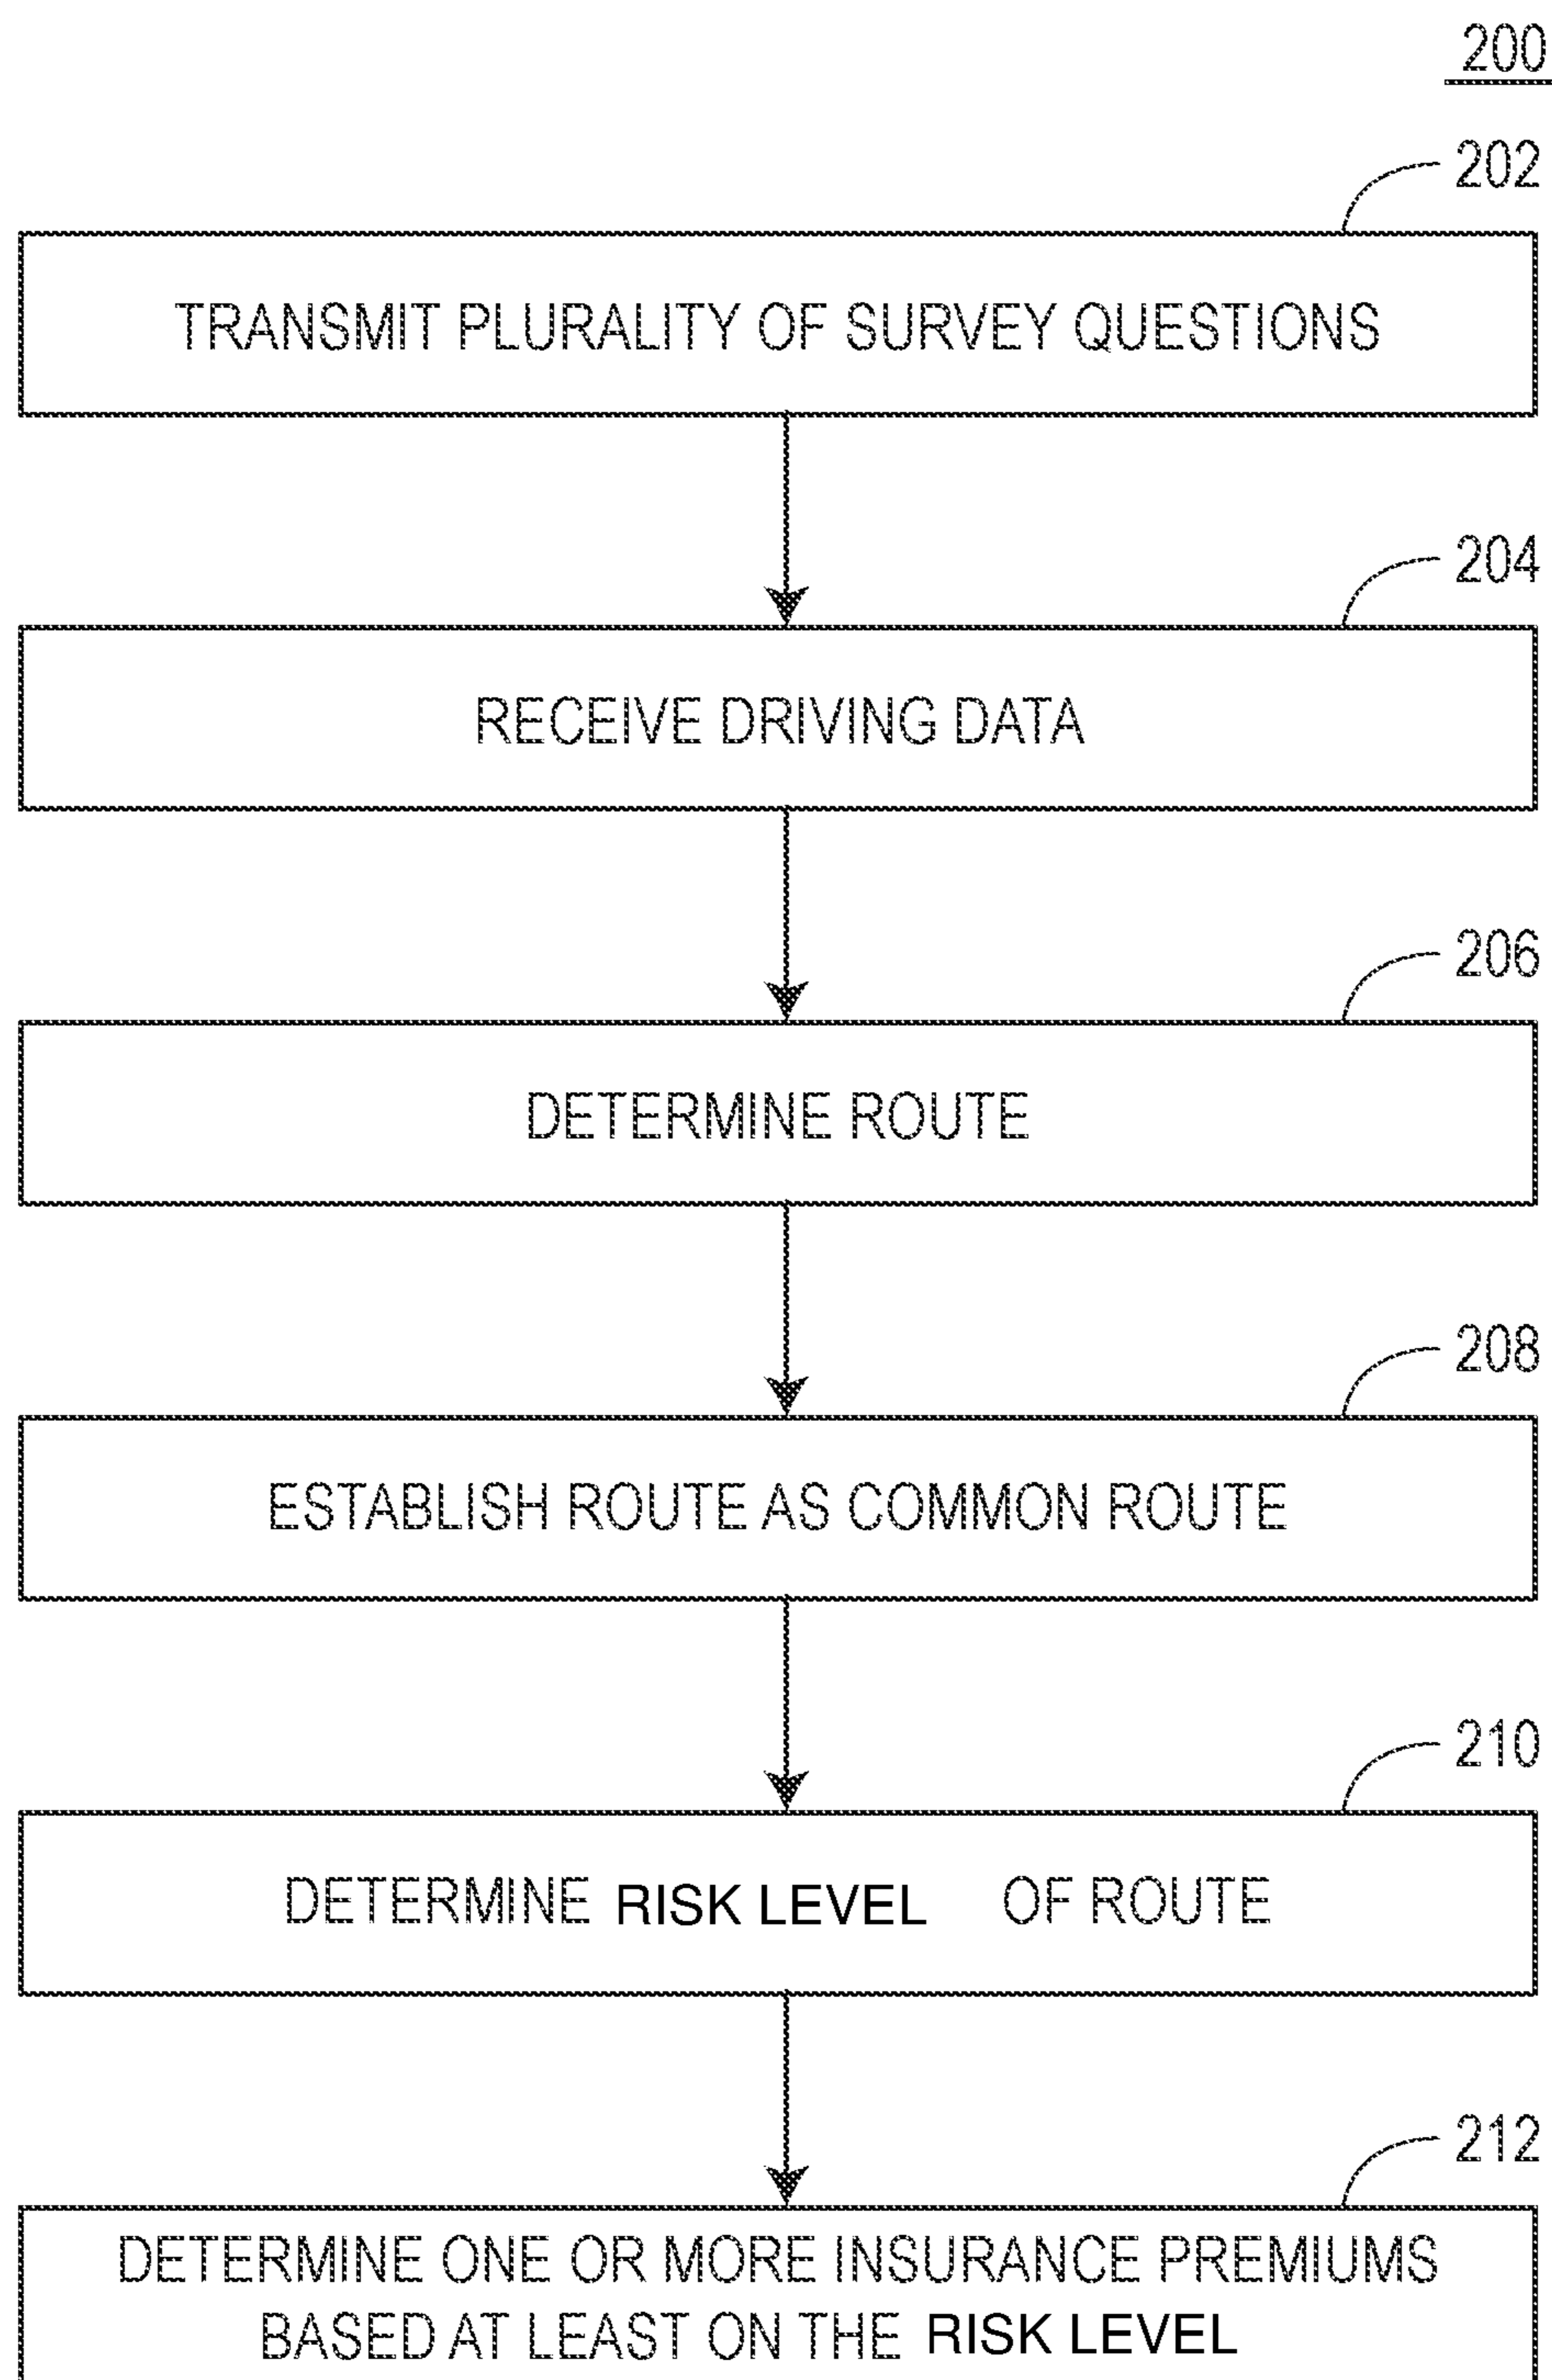 200
202
TRANSMIT PLURALITY OF SURVEY QUESTIONS
204
RECEIVE DRIVING DATA
206
DETERMINE ROUTE
208
ESTABLISH ROUTE AS COMMON ROUTE
210
DETERMINE RISK LEVEL OF ROUTE
212
DETERMINE ONE OR MORE INSURANCE PREMIUMS
BASED AT LEAST ON THE RISK LEVEL